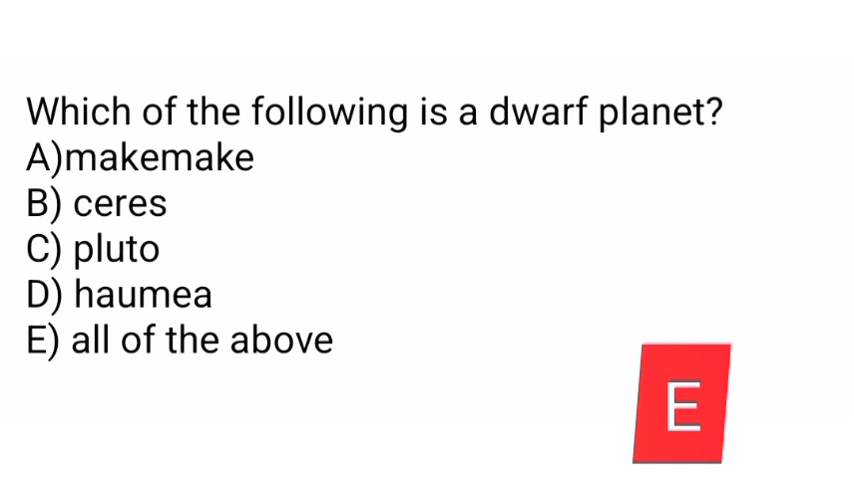 Which of the following is a dwarf planet?
A)makemake
B) ceres
C) pluto
D) haumea
E) all of the above
E